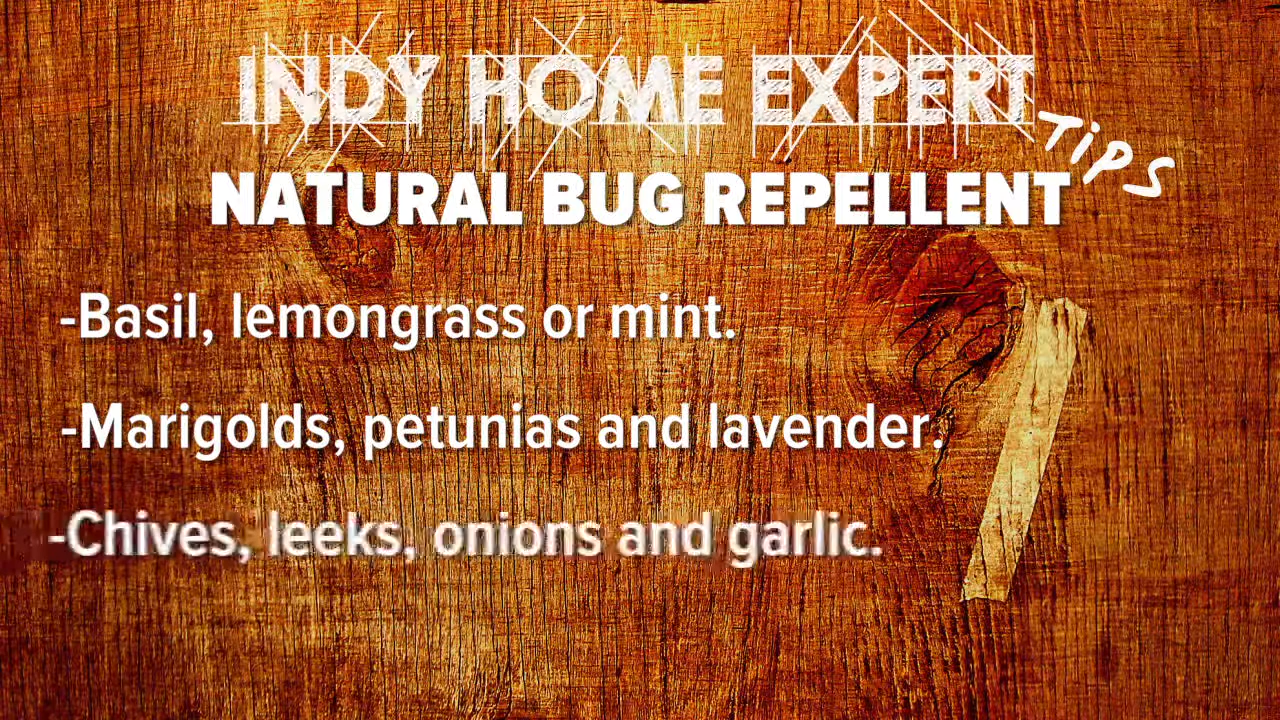 INDY HOME EXPERT
TiPS
NATURAL BUG REPELLENT
-Basil, lemongrass or mint.
-Marigolds, petunias and lavender.
-Chives, leeks, onions and garlic.